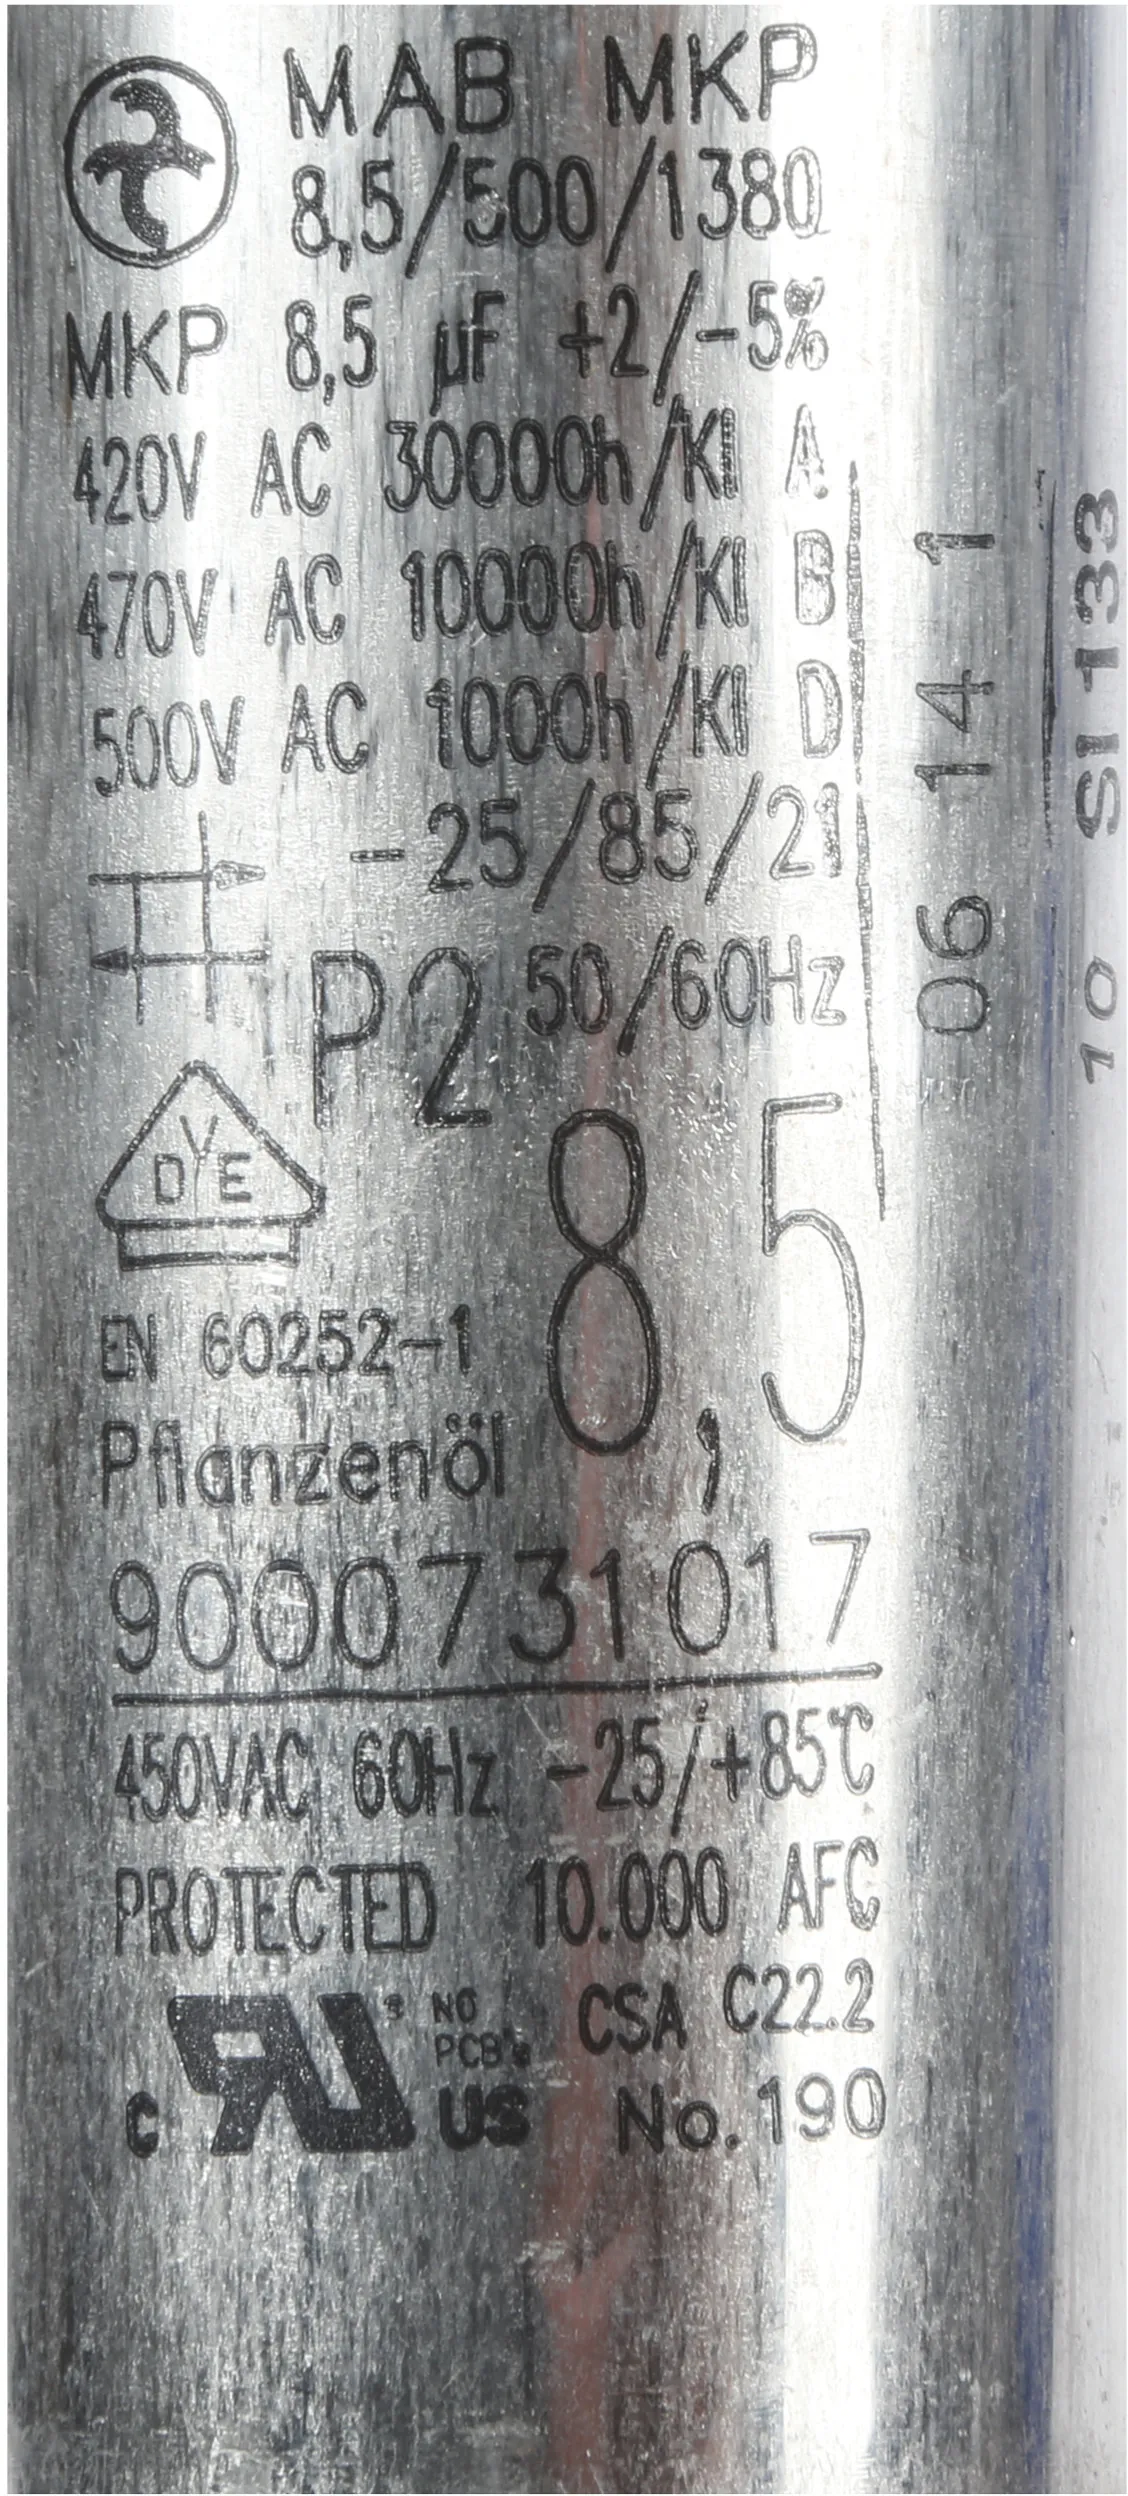 MAB MKP
8,5/500/1380
MKP 8,5 µF +2/-5%
420V AC 30000h/Kl A
470V AC 10000h/Kl B
500V AC 1000h/Kl D
-25/85/21
P2 50/60Hz
DVE
8,5
EN 60252-1
Pflanzenöl
9000731017
450VAC 60Hz -25/+85°C
PROTECTED 10.000 AFC
NO
PCB's
CSA C22.2
c RU US No.190
06 14 1
10 SI 133